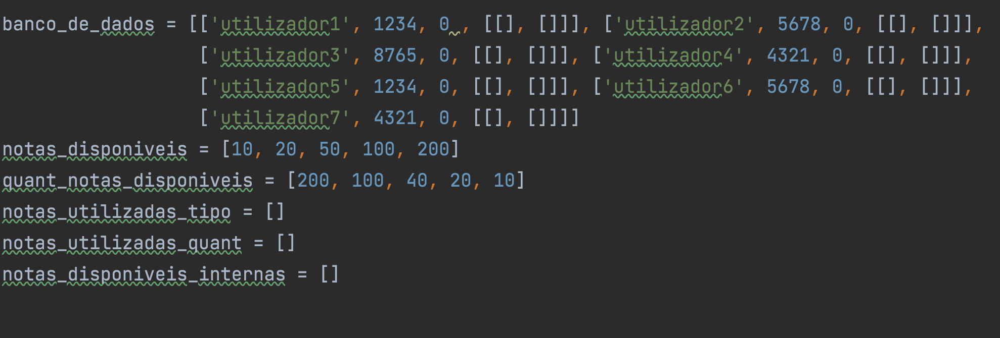 banco_de_dados = [['utilizador1', 1234, 0 , [[], []]], ['utilizador2', 5678, 0, [[], []]],
['utilizador3', 8765, 0, [[], []]], ['utilizador4', 4321, 0, [[], []]],
['utilizador5', 1234, 0, [[], []]], ['utilizador6', 5678, 0, [[], []]],
['utilizador7', 4321, 0, [[], []]]]
notas_disponiveis = [10, 20, 50, 100, 200]
quant_notas_disponiveis = [200, 100, 40, 20, 10]
notas_utilizadas_tipo = []
notas_utilizadas_quant = []
notas_disponiveis_internas = []